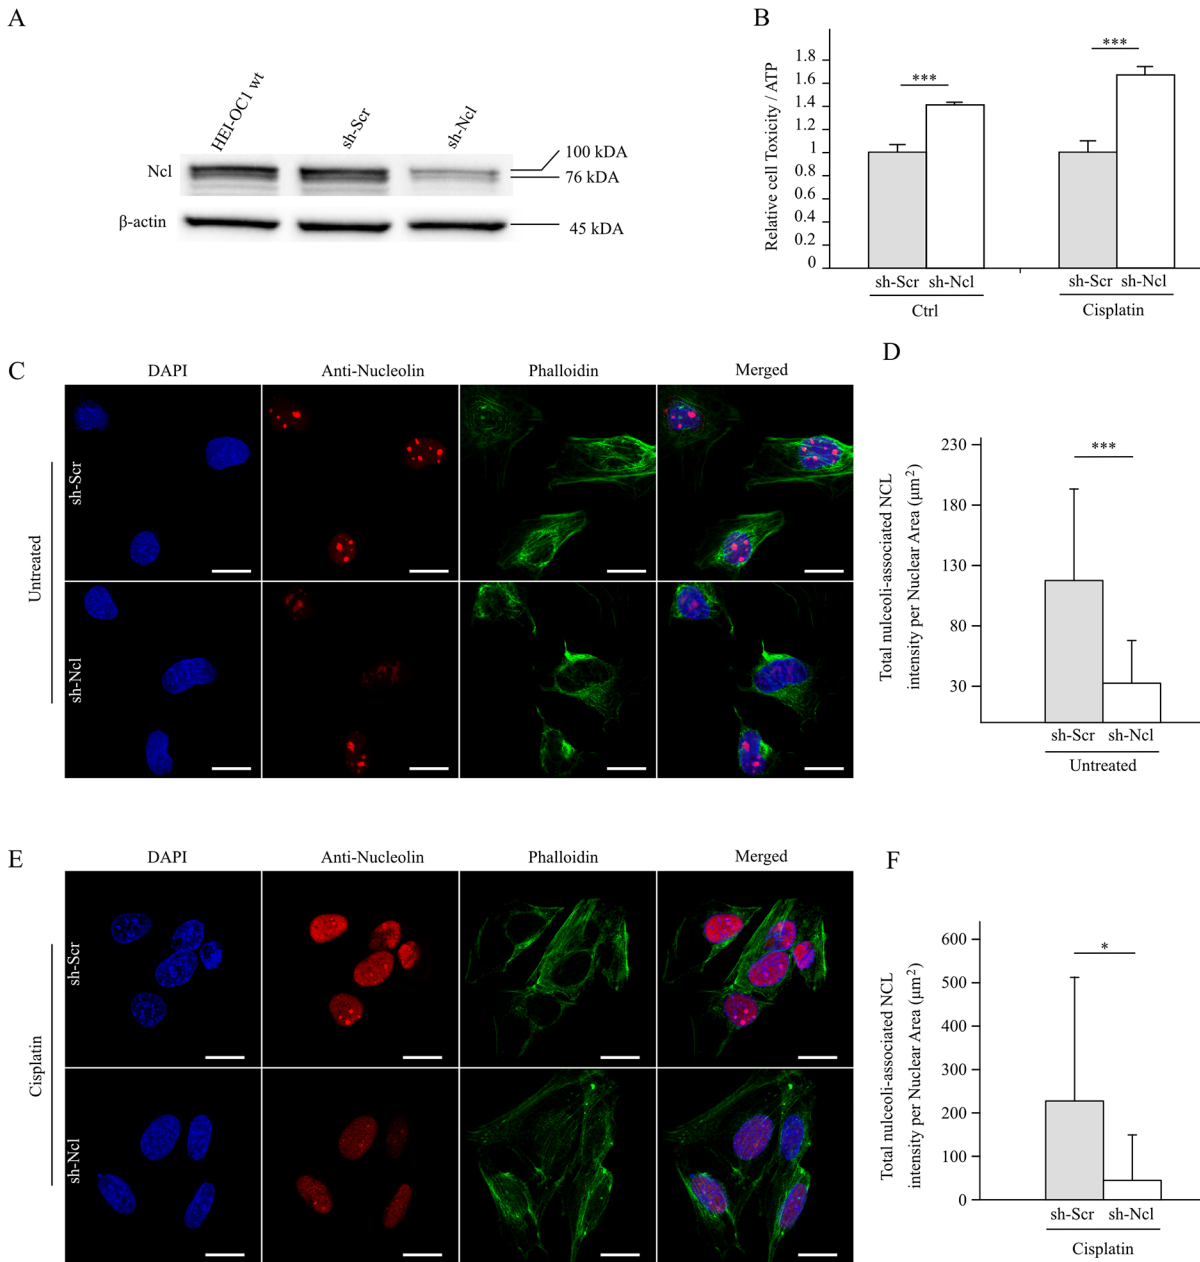 A
HEI-OC1 wt
sh-Scr
sh-Ncl
Ncl
100 kDA
76 kDA
β-actin
45 kDA
B
Relative cell Toxicity / ATP
1.8
1.6
1.4
1.2
1
0.8
0.6
0.4
0.2
0
***
***
sh-Scr sh-Ncl
sh-Scr sh-Ncl
Ctrl
Cisplatin
C
DAPI
Anti-Nucleolin
Phalloidin
Merged
Untreated
sh-Scr
sh-Ncl
D
Total nulceoli-associated NCL
intensity per Nuclear Area (μm²)
230
180
130
80
30
***
sh-Scr sh-Ncl
Untreated
E
DAPI
Anti-Nucleolin
Phalloidin
Merged
Cisplatin
sh-Scr
sh-Ncl
F
Total nulceoli-associated NCL
intensity per Nuclear Area (μm²)
600
500
400
300
200
100
0
*
sh-Scr sh-Ncl
Cisplatin